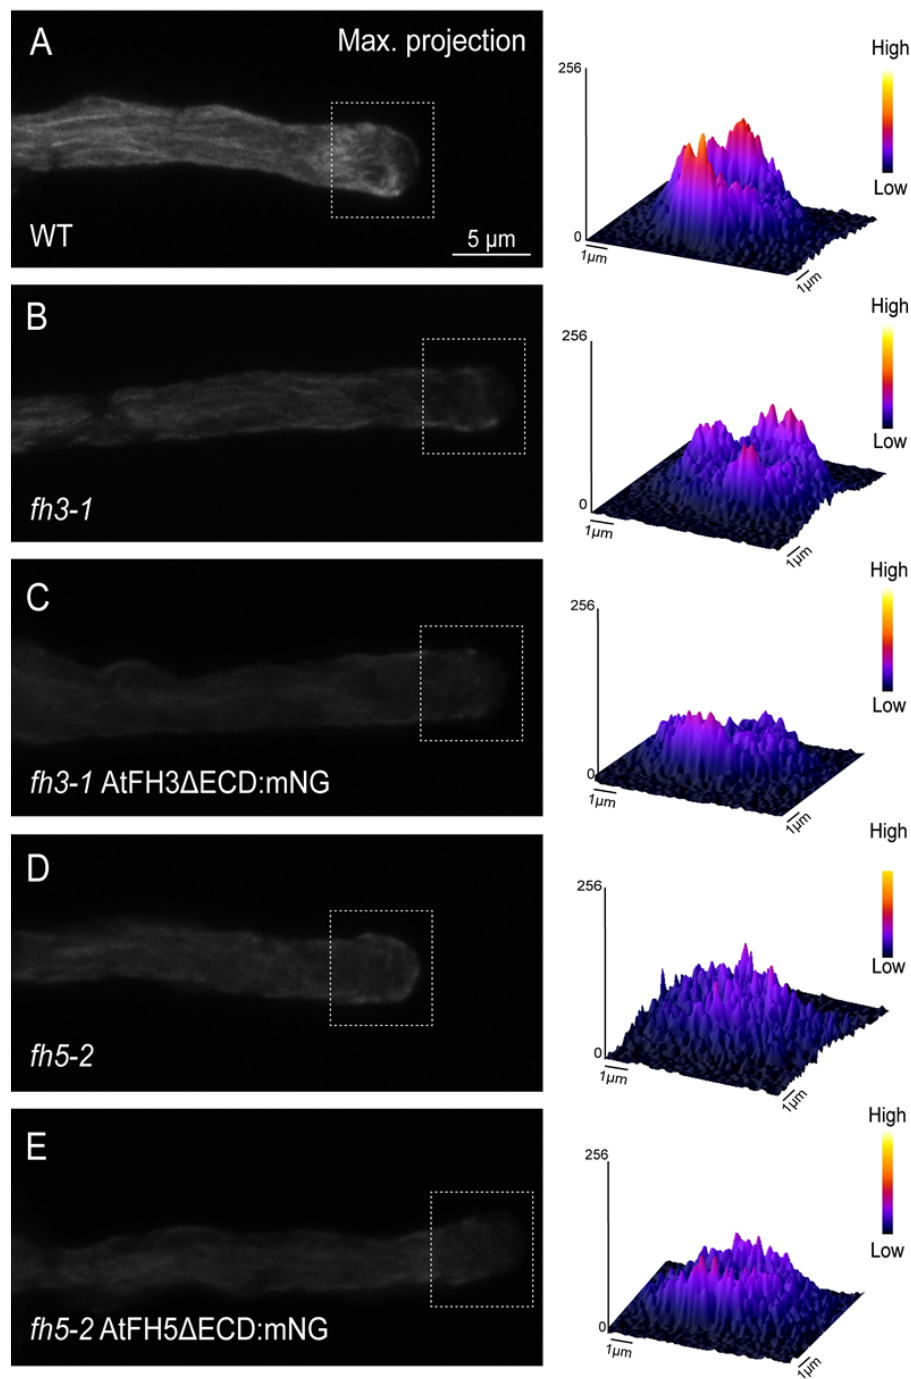 A
Max. projection
WT
5 µm
256
0
1µm
1µm
High
Low
B
fh3-1
256
0
1µm
1µm
High
Low
C
fh3-1 AtFH3ΔECD:mNG
256
0
1µm
1µm
High
Low
D
fh5-2
256
0
1µm
1µm
High
Low
E
fh5-2 AtFH5ΔECD:mNG
256
0
1µm
1µm
High
Low